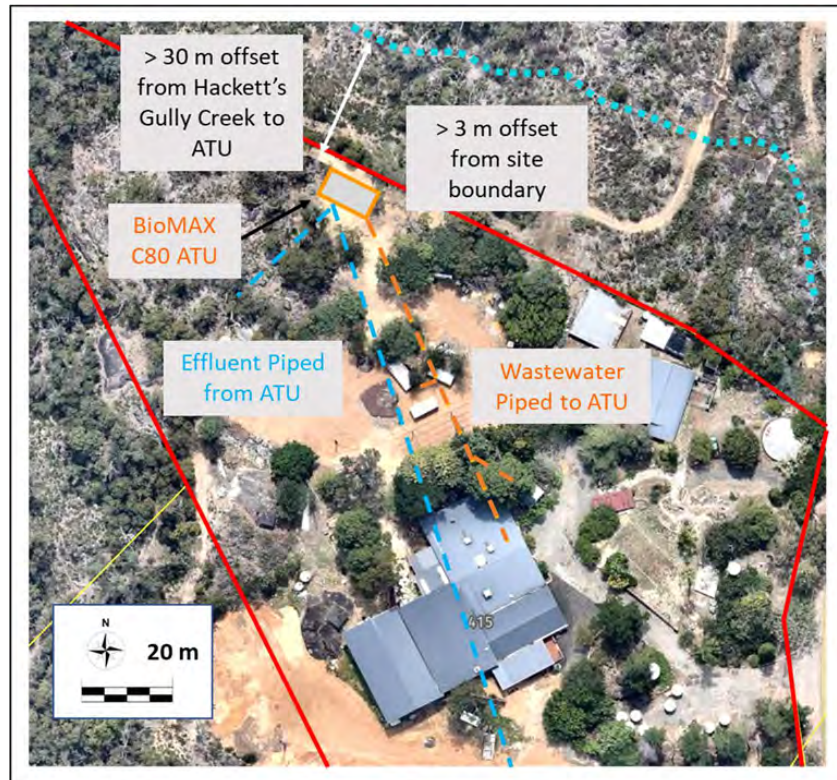 > 30 m offset
from Hackett's
Gully Creek to
ATU
> 3 m offset
from site
boundary
BioMAX
C80 ATU
Effluent Piped
from ATU
Wastewater
Piped to ATU
415
N
20 m